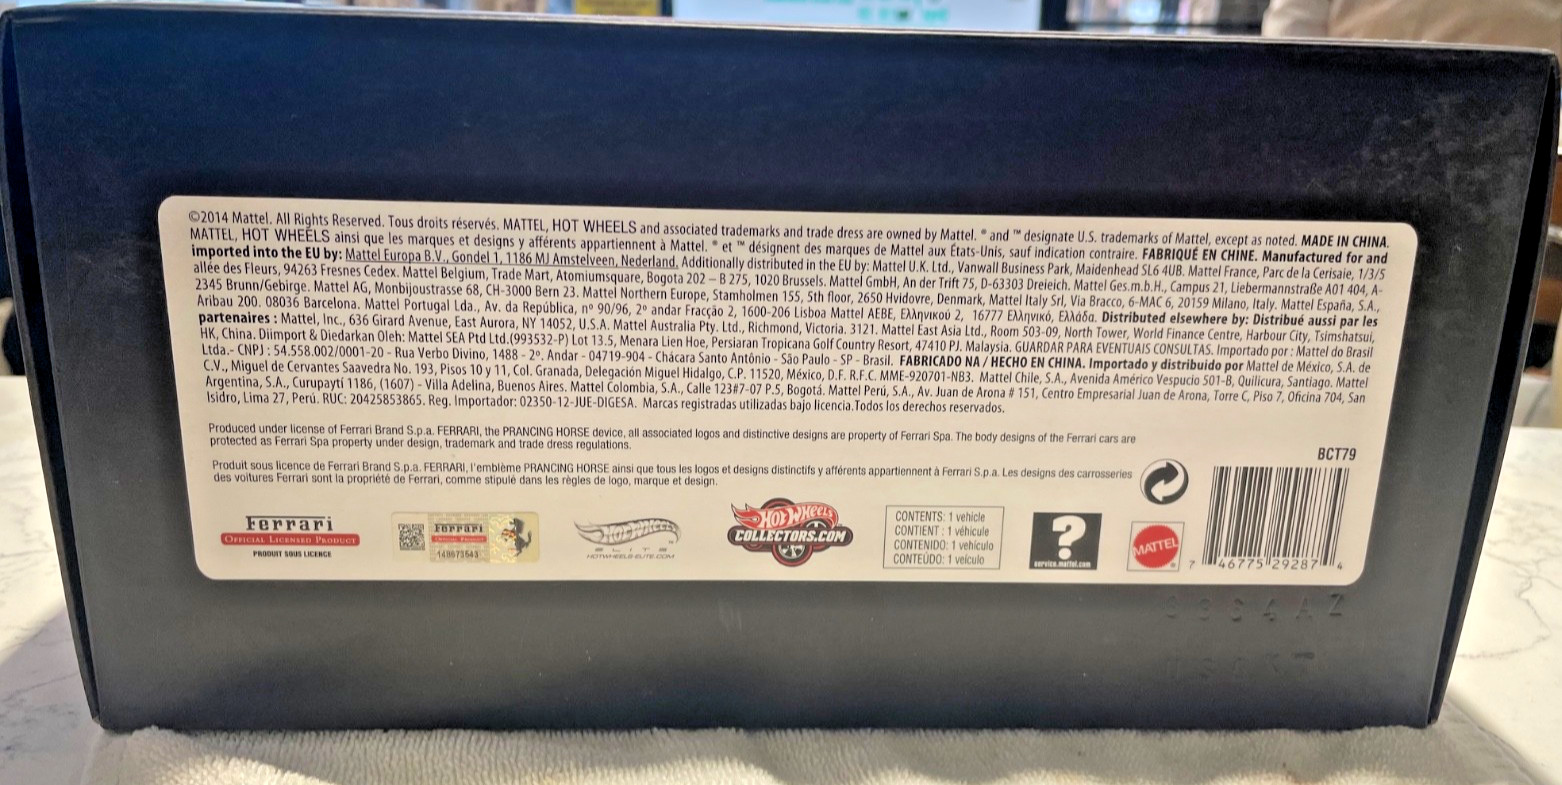 ©2014 Mattel. All Rights Reserved. Tous droits réservés. MATTEL, HOT WHEELS and associated trademarks and trade dress are owned by Mattel. ® and ™ designate U.S. trademarks of Mattel, except as noted. MADE IN CHINA.
MATTEL, HOT WHEELS ainsi que les marques et designs y afférents appartiennent à Mattel. ® et ™ désignent des marques de Mattel aux États-Unis, sauf indication contraire. FABRIQUÉ EN CHINE. Manufactured for and
imported into the EU by: Mattel Europa B.V., Gondel 1, 1186 MJ Amstelveen, Nederland. Additionally distributed in the EU by: Mattel U.K. Ltd., Vanwall Business Park, Maidenhead SL6 4UB. Mattel France, Parc de la Cerisaie, 1/3/5
allée des Fleurs, 94263 Fresnes Cedex. Mattel Belgium, Trade Mart, Atomiumsquare, Bogota 202 – B 275, 1020 Brussels. Mattel GmbH, An der Trift 75, D-63303 Dreieich. Mattel Ges.m.b.H., Campus 21, Liebermannstraße A01 404, A-
2345 Brunn/Gebirge. Mattel AG, Monbijoustrasse 68, CH-3000 Bern 23. Mattel Northern Europe, Stamholmen 155, 5th floor, 2650 Hvidovre, Denmark, Mattel Italy Srl, Via Bracco, 6-MAC 6, 20159 Milano, Italy. Mattel España, S.A.,
Aribau 200. 08036 Barcelona. Mattel Portugal Lda., Av. da República, nº 90/96, 2º andar Fracção 2, 1600-206 Lisboa Mattel AEBE, Ελληνικού 2, 16777 Ελληνικό, Ελλάδα. Distributed elsewhere by: Distribué aussi par les
partenaires : Mattel, Inc., 636 Girard Avenue, East Aurora, NY 14052, U.S.A. Mattel Australia Pty. Ltd., Richmond, Victoria. 3121. Mattel East Asia Ltd., Room 503-09, North Tower, World Finance Centre, Harbour City, Tsimshatsui,
HK, China. Diimport & Diedarkan Oleh: Mattel SEA Ptd Ltd.(993532-P) Lot 13.5, Menara Lien Hoe, Persiaran Tropicana Golf Country Resort, 47410 PJ. Malaysia. GUARDAR PARA EVENTUAIS CONSULTAS. Importado por : Mattel do Brasil
Ltda.- CNPJ : 54.558.002/0001-20 - Rua Verbo Divino, 1488 - 2º. Andar - 04719-904 - Chácara Santo Antônio - São Paulo - SP - Brasil. FABRICADO NA / HECHO EN CHINA. Importado y distribuido por Mattel de México, S.A. de
C.V., Miguel de Cervantes Saavedra No. 193, Pisos 10 y 11, Col. Granada, Delegación Miguel Hidalgo, C.P. 11520, México, D.F. R.F.C. MME-920701-NB3. Mattel Chile, S.A., Avenida Américo Vespucio 501-B, Quilicura, Santiago. Mattel
Argentina, S.A., Curupaytí 1186, (1607) - Villa Adelina, Buenos Aires. Mattel Colombia, S.A., Calle 123#7-07 P.5, Bogotá. Mattel Perú, S.A., Av. Juan de Arona # 151, Centro Empresarial Juan de Arona, Torre C, Piso 7, Oficina 704, San
Isidro, Lima 27, Perú. RUC: 20425853865. Reg. Importador: 02350-12-JUE-DIGESA. Marcas registradas utilizadas bajo licencia.Todos los derechos reservados.
Produced under license of Ferrari Brand S.p.a. FERRARI, the PRANCING HORSE device, all associated logos and distinctive designs are property of Ferrari Spa. The body designs of the Ferrari cars are
protected as Ferrari Spa property under design, trademark and trade dress regulations.
Produit sous licence de Ferrari Brand S.p.a. FERRARI, l'emblème PRANCING HORSE ainsi que tous les logos et designs distinctifs y afférents appartiennent à Ferrari S.p.a. Les designs des carrosseries
des voitures Ferrari sont la propriété de Ferrari, comme stipulé dans les règles de logo, marque et design.
BCT79
Ferrari
OFFICIAL LICENSED PRODUCT
PRODUIT SOUS LICENCE
Ferrari
148673543
HOT WHEELS
ELITE
HOTWHEELS-ELITE.COM
HOT WHEELS
COLLECTORS.COM
CONTENTS: 1 vehicle
CONTIENT : 1 véhicule
CONTENIDO: 1 vehículo
CONTEÚDO: 1 veículo
?
service.mattel.com
MATTEL
7 46775 29287 4